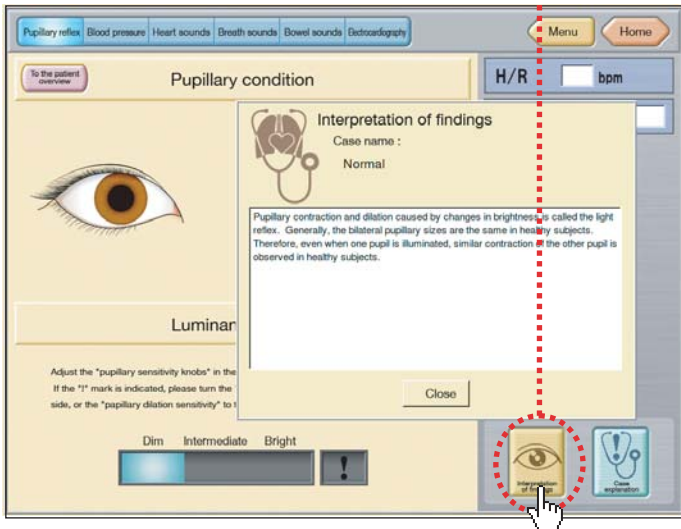 Pupillary reflex Blood pressure Heart sounds Breath sounds Bowel sounds Electrocardiography
Menu Home
To the patient
overview
Pupillary condition
H/R bpm
Interpretation of findings
Case name :
Normal
Pupillary contraction and dilation caused by changes in brightness is called the light
reflex. Generally, the bilateral pupillary sizes are the same in healthy subjects.
Therefore, even when one pupil is illuminated, similar contraction of the other pupil is
observed in healthy subjects.
Luminan
Adjust the "pupillary sensitivity knobs" in the
If the "!" mark is indicated, please turn the
side, or the "papillary dilation sensitivity" to t
Close
Dim Intermediate Bright
!
Interpretation
of findings
Case
explanation